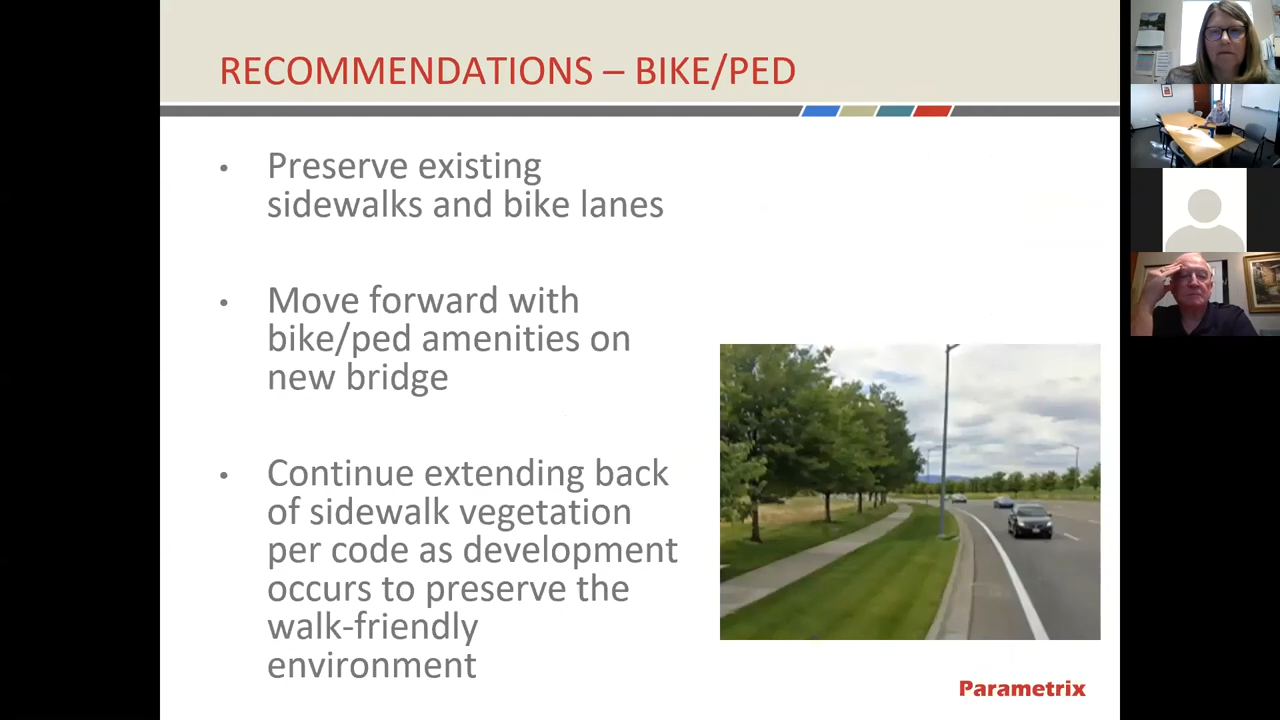 RECOMMENDATIONS – BIKE/PED
• Preserve existing
sidewalks and bike lanes
• Move forward with
bike/ped amenities on
new bridge
• Continue extending back
of sidewalk vegetation
per code as development
occurs to preserve the
walk-friendly
environment
Parametrix